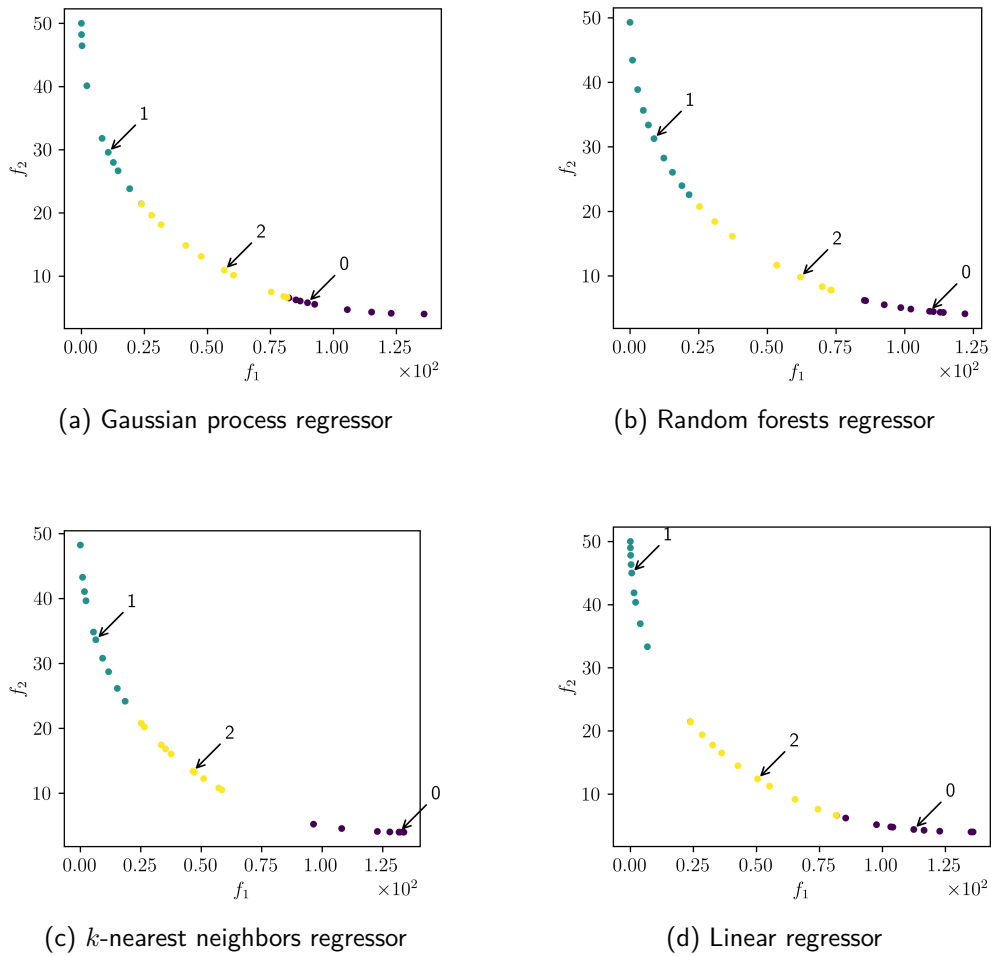 50
40
30
20
10
f₂
1
2
0
0.00 0.25 0.50 0.75 1.00 1.25
f₁
×10²
(a) Gaussian process regressor
50
40
30
20
10
f₂
1
2
0
0.00 0.25 0.50 0.75 1.00 1.25
f₁
×10²
(b) Random forests regressor
50
40
30
20
10
f₂
1
2
0
0.00 0.25 0.50 0.75 1.00 1.25
f₁
×10²
(c) k-nearest neighbors regressor
50
40
30
20
10
f₂
1
2
0
0.00 0.25 0.50 0.75 1.00 1.25
f₁
×10²
(d) Linear regressor